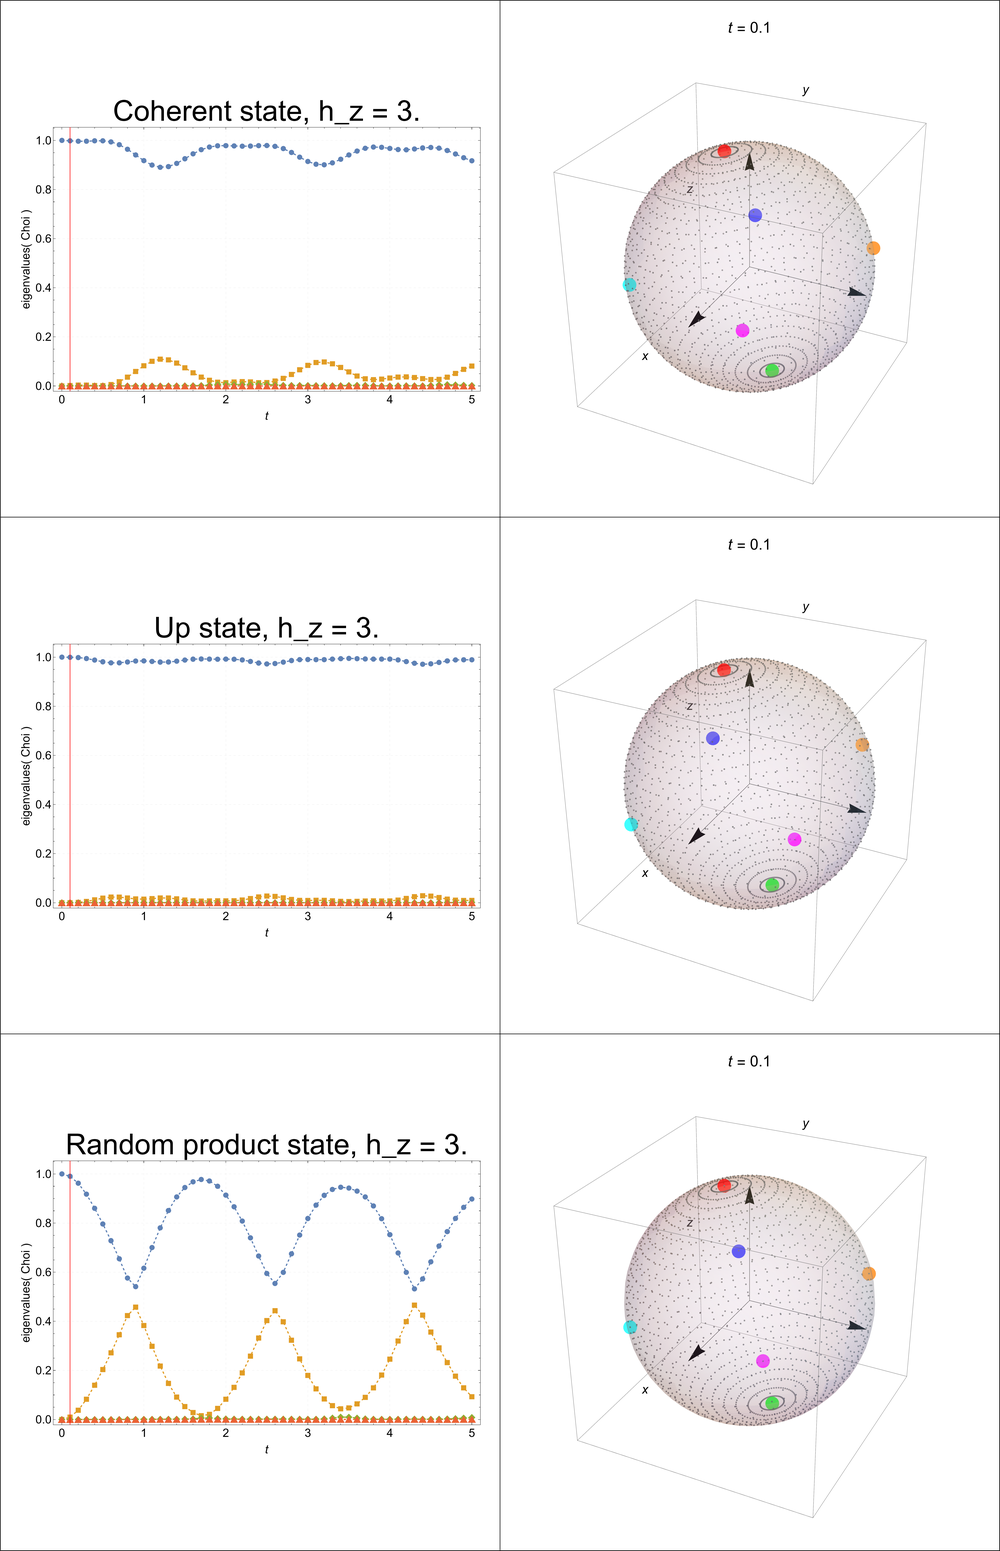 t = 0.1
y
Coherent state, h_z = 3.
1.0
0.8
0.6
0.4
0.2
0.0
eigenvalues( Choi )
0 1 2 3 4 5
t
z
x
t = 0.1
y
Up state, h_z = 3.
1.0
0.8
0.6
0.4
0.2
0.0
eigenvalues( Choi )
0 1 2 3 4 5
t
z
x
t = 0.1
y
Random product state, h_z = 3.
1.0
0.8
0.6
0.4
0.2
0.0
eigenvalues( Choi )
0 1 2 3 4 5
t
z
x